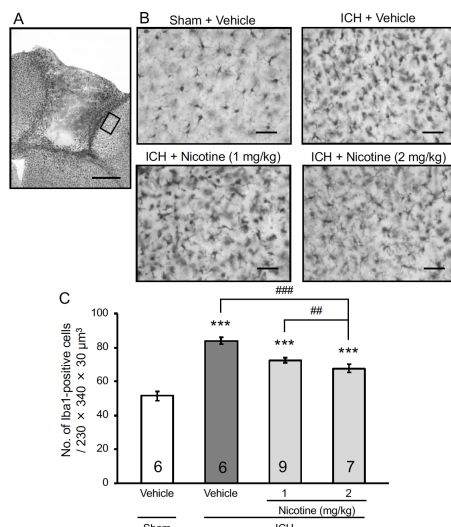 A
B
Sham + Vehicle
ICH + Vehicle
ICH + Nicotine (1 mg/kg)
ICH + Nicotine (2 mg/kg)
C
No. of Iba1-positive cells
/ 230 × 340 × 30 μm³
100
80
60
40
20
0
###
##
***
***
***
6
6
9
7
Vehicle
Vehicle
1
2
Nicotine (mg/kg)
Sham
ICH